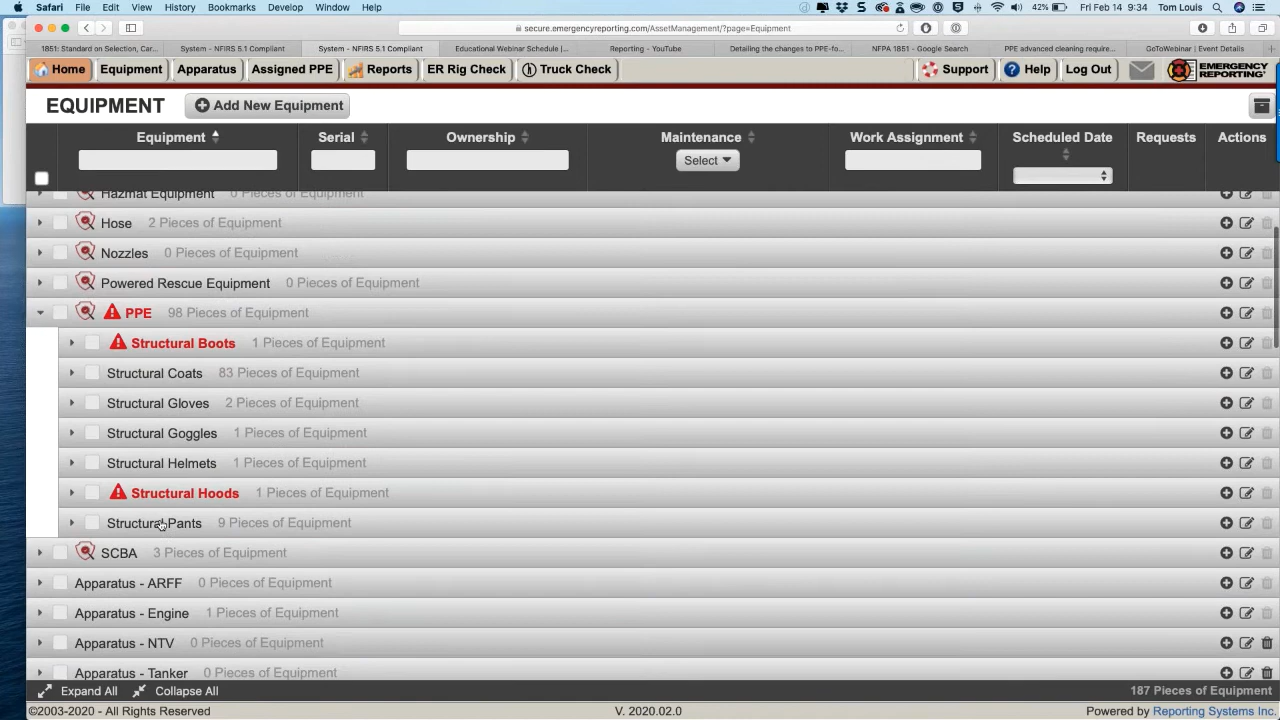 Safari File Edit View History Bookmarks Develop Window Help 42% Fri Feb 14 9:34 Tom Louis
secure.emergencyreporting.com/AssetManagement/?page=Equipment
1851: Standard on Selection, Car... System - NFIRS 5.1 Compliant System - NFIRS 5.1 Compliant Educational Webinar Schedule |... Reporting - YouTube Detailing the changes to PPE-fo... NFPA 1851 - Google Search PPE advanced cleaning require... GoToWebinar | Event Details
Home Equipment Apparatus Assigned PPE Reports ER Rig Check Truck Check Support Help Log Out EMERGENCY REPORTING
EQUIPMENT Add New Equipment
Equipment Serial Ownership Maintenance Work Assignment Scheduled Date Requests Actions
Select
Hazmat Equipment 0 Pieces of Equipment
Hose 2 Pieces of Equipment
Nozzles 0 Pieces of Equipment
Powered Rescue Equipment 0 Pieces of Equipment
PPE 98 Pieces of Equipment
Structural Boots 1 Pieces of Equipment
Structural Coats 83 Pieces of Equipment
Structural Gloves 2 Pieces of Equipment
Structural Goggles 1 Pieces of Equipment
Structural Helmets 1 Pieces of Equipment
Structural Hoods 1 Pieces of Equipment
Structural Pants 9 Pieces of Equipment
SCBA 3 Pieces of Equipment
Apparatus - ARFF 0 Pieces of Equipment
Apparatus - Engine 1 Pieces of Equipment
Apparatus - NTV 0 Pieces of Equipment
Apparatus - Tanker 0 Pieces of Equipment
Expand All Collapse All 187 Pieces of Equipment
©2003-2020 - All Rights Reserved V. 2020.02.0 Reporting Systems Inc.